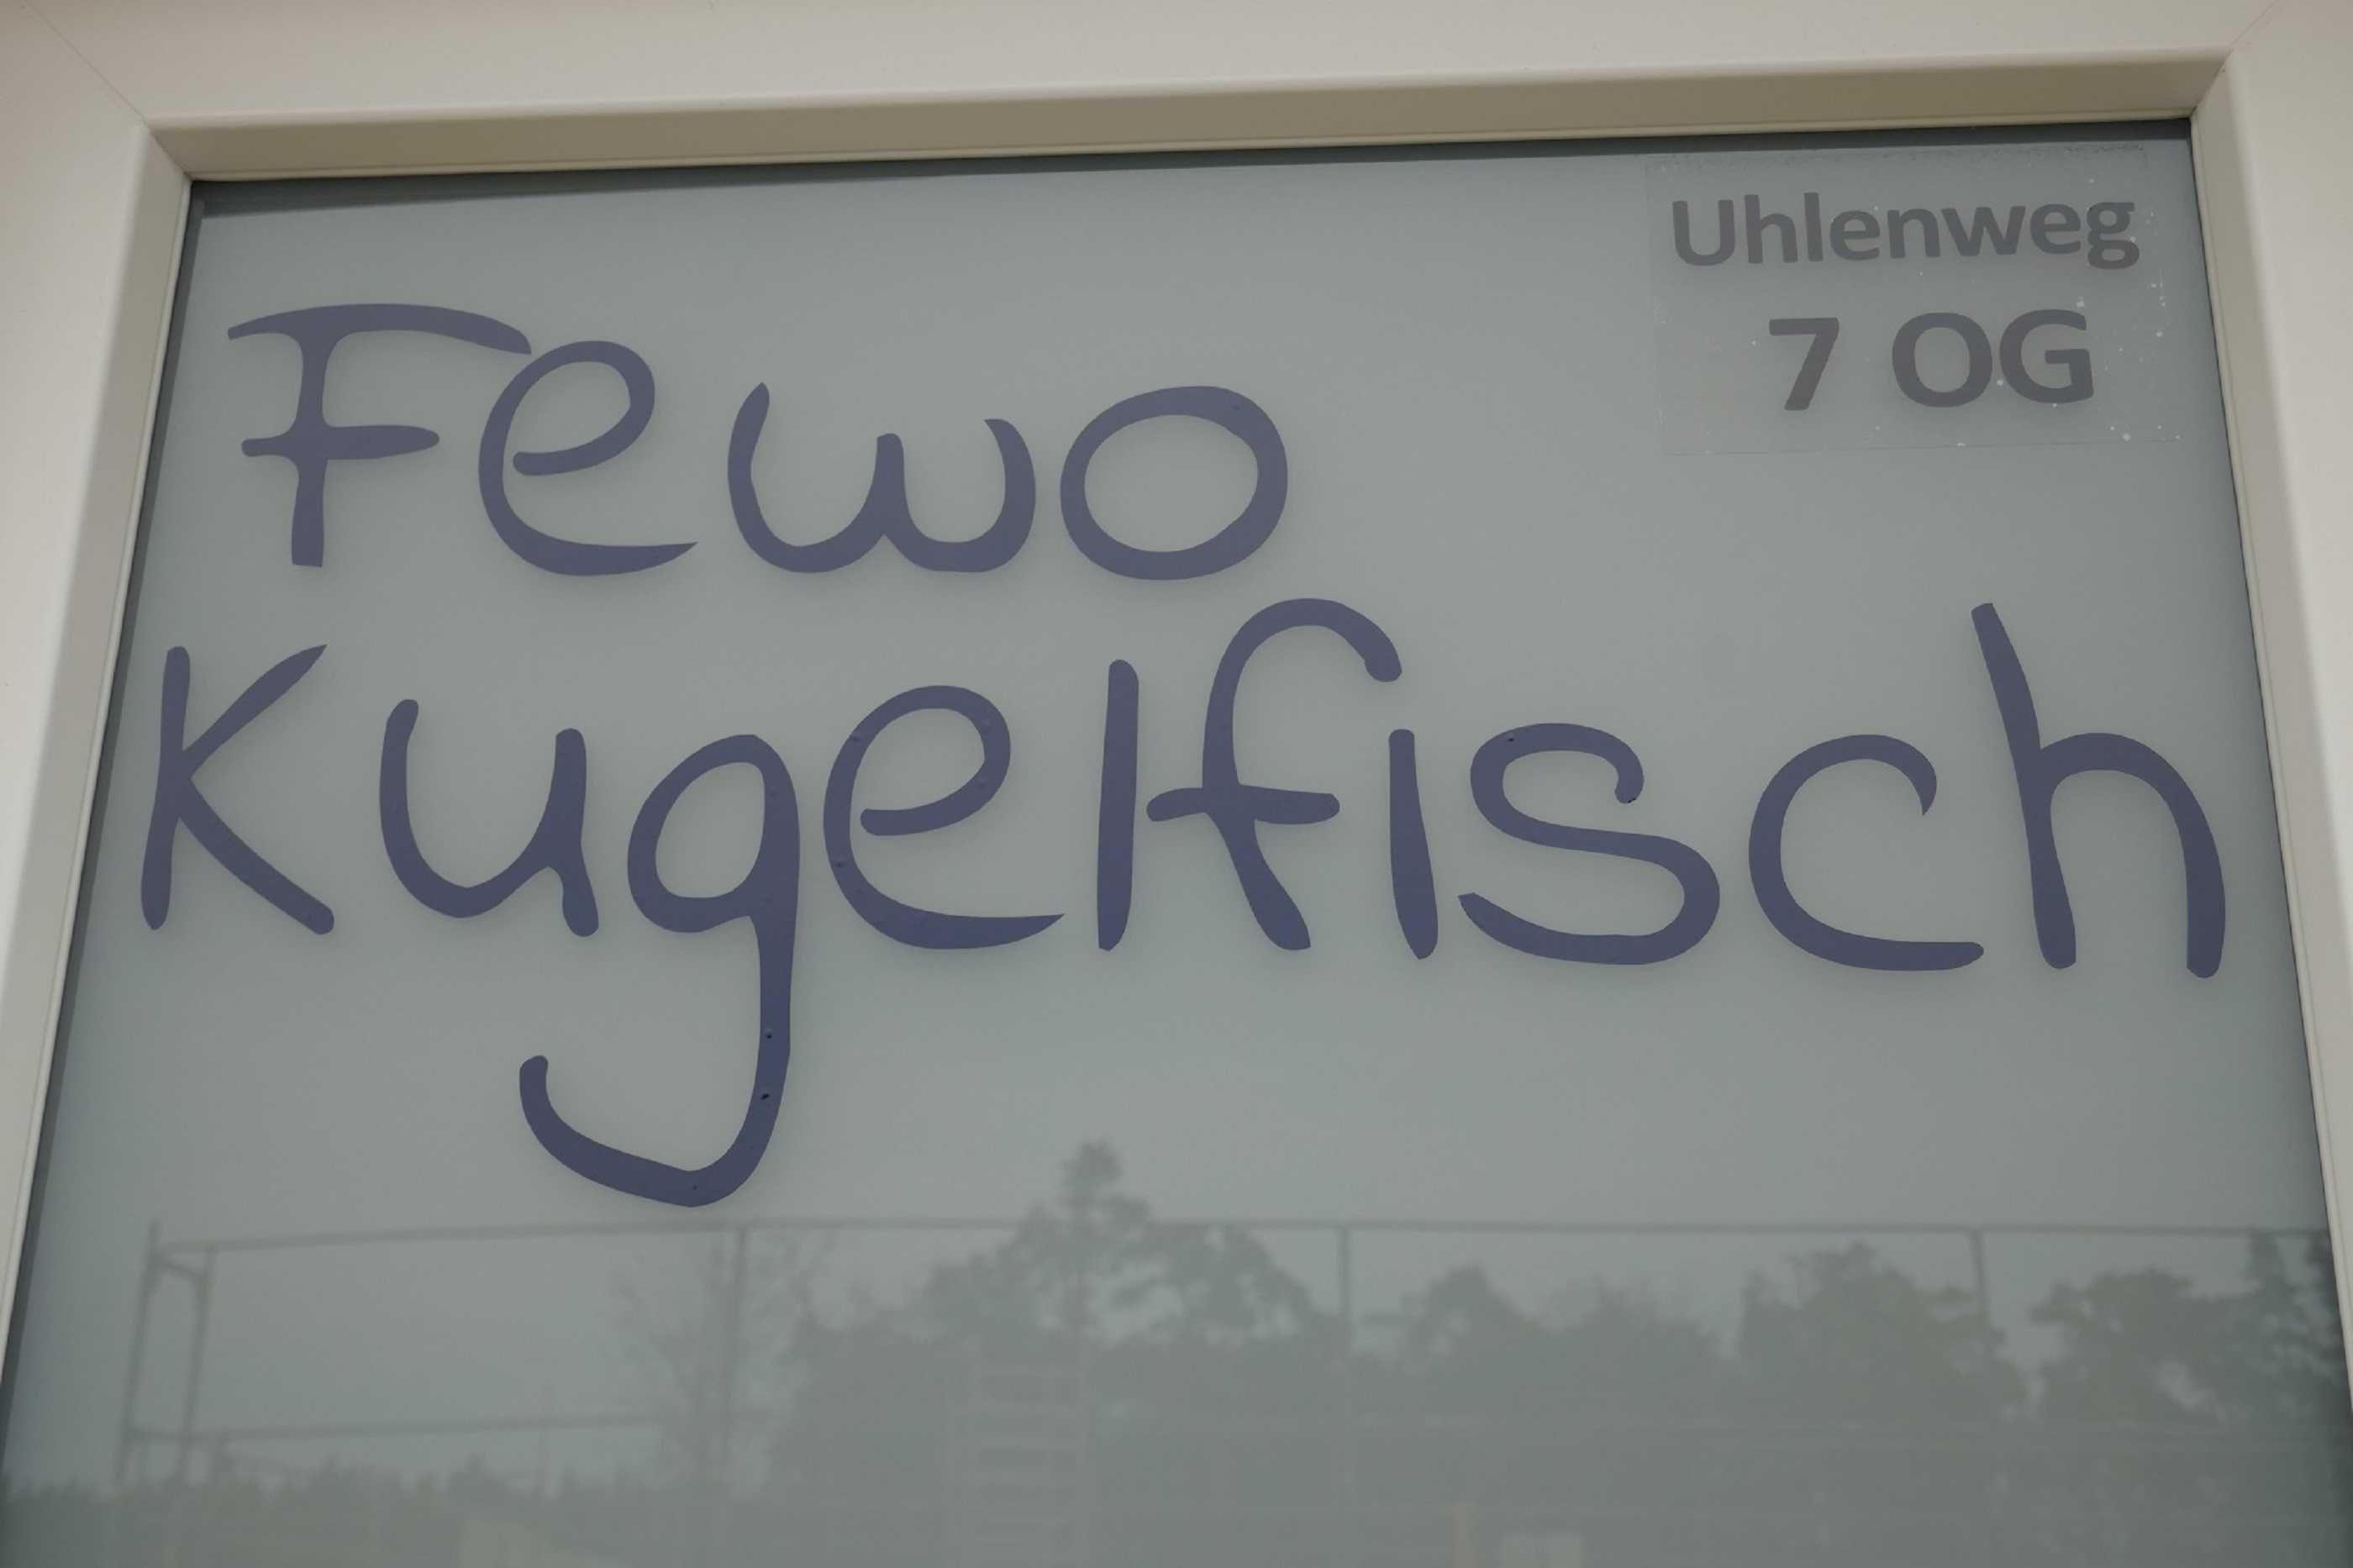 Uhlenweg
7 OG
Fewo
Kugelfisch